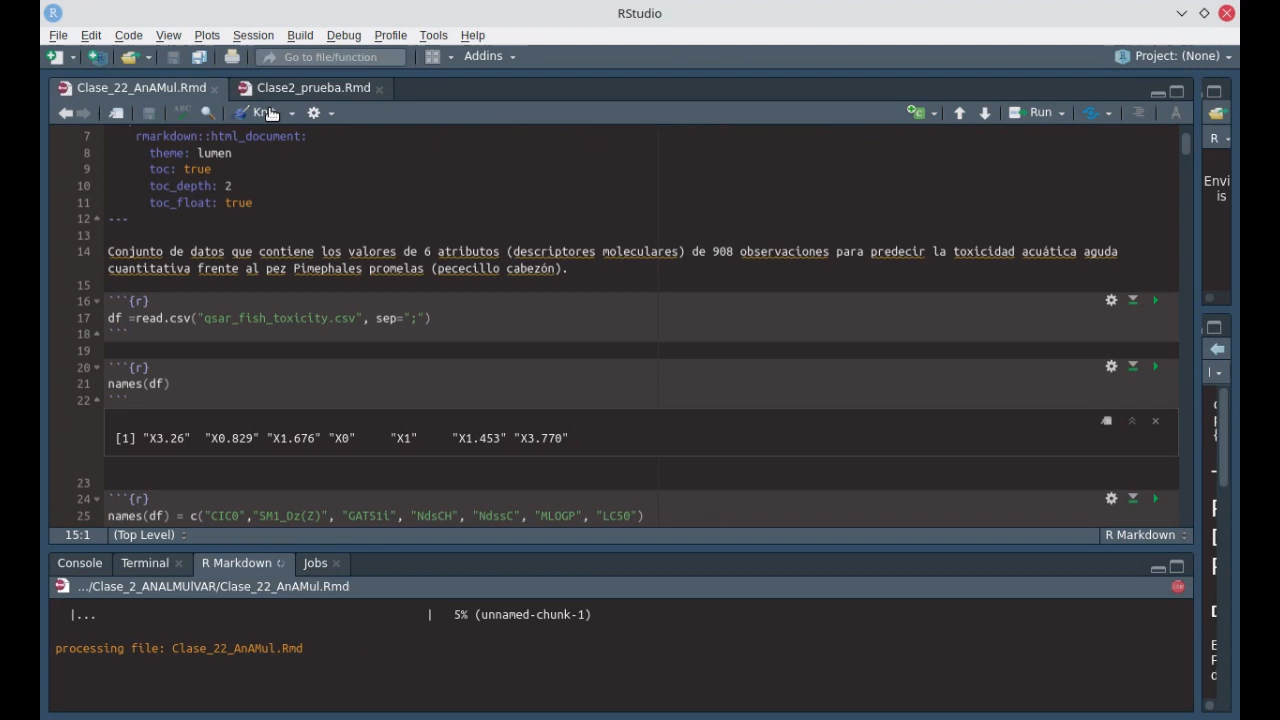 RStudio
File Edit Code View Plots Session Build Debug Profile Tools Help
Go to file/function Addins Project: (None)
Clase_22_AnAMul.Rmd Clase2_prueba.Rmd
ABC Run
7 rmarkdown::html_document:
8 theme: lumen
9 toc: true
10 toc_depth: 2
11 toc_float: true
12 ---
13
14 Conjunto de datos que contiene los valores de 6 atributos (descriptores moleculares) de 908 observaciones para predecir la toxicidad acuática aguda
cuantitativa frente al pez Pimephales promelas (pececillo cabezón).
15
16 ```{r}
17 df =read.csv("qsar_fish_toxicity.csv", sep=";")
18 ```
19
20 ```{r}
21 names(df)
22 ```
[1] "X3.26" "X0.829" "X1.676" "X0" "X1" "X1.453" "X3.770"
23
24 ```{r}
25 names(df) = c("CIC0","SM1_Dz(Z)", "GATS1i", "NdsCH", "NdssC", "MLOGP", "LC50")
15:1 (Top Level) R Markdown
Console Terminal R Markdown Jobs
.../Clase_2_ANALMUlVAR/Clase_22_AnAMul.Rmd
|... | 5% (unnamed-chunk-1)
processing file: Clase_22_AnAMul.Rmd
R
Envi
is